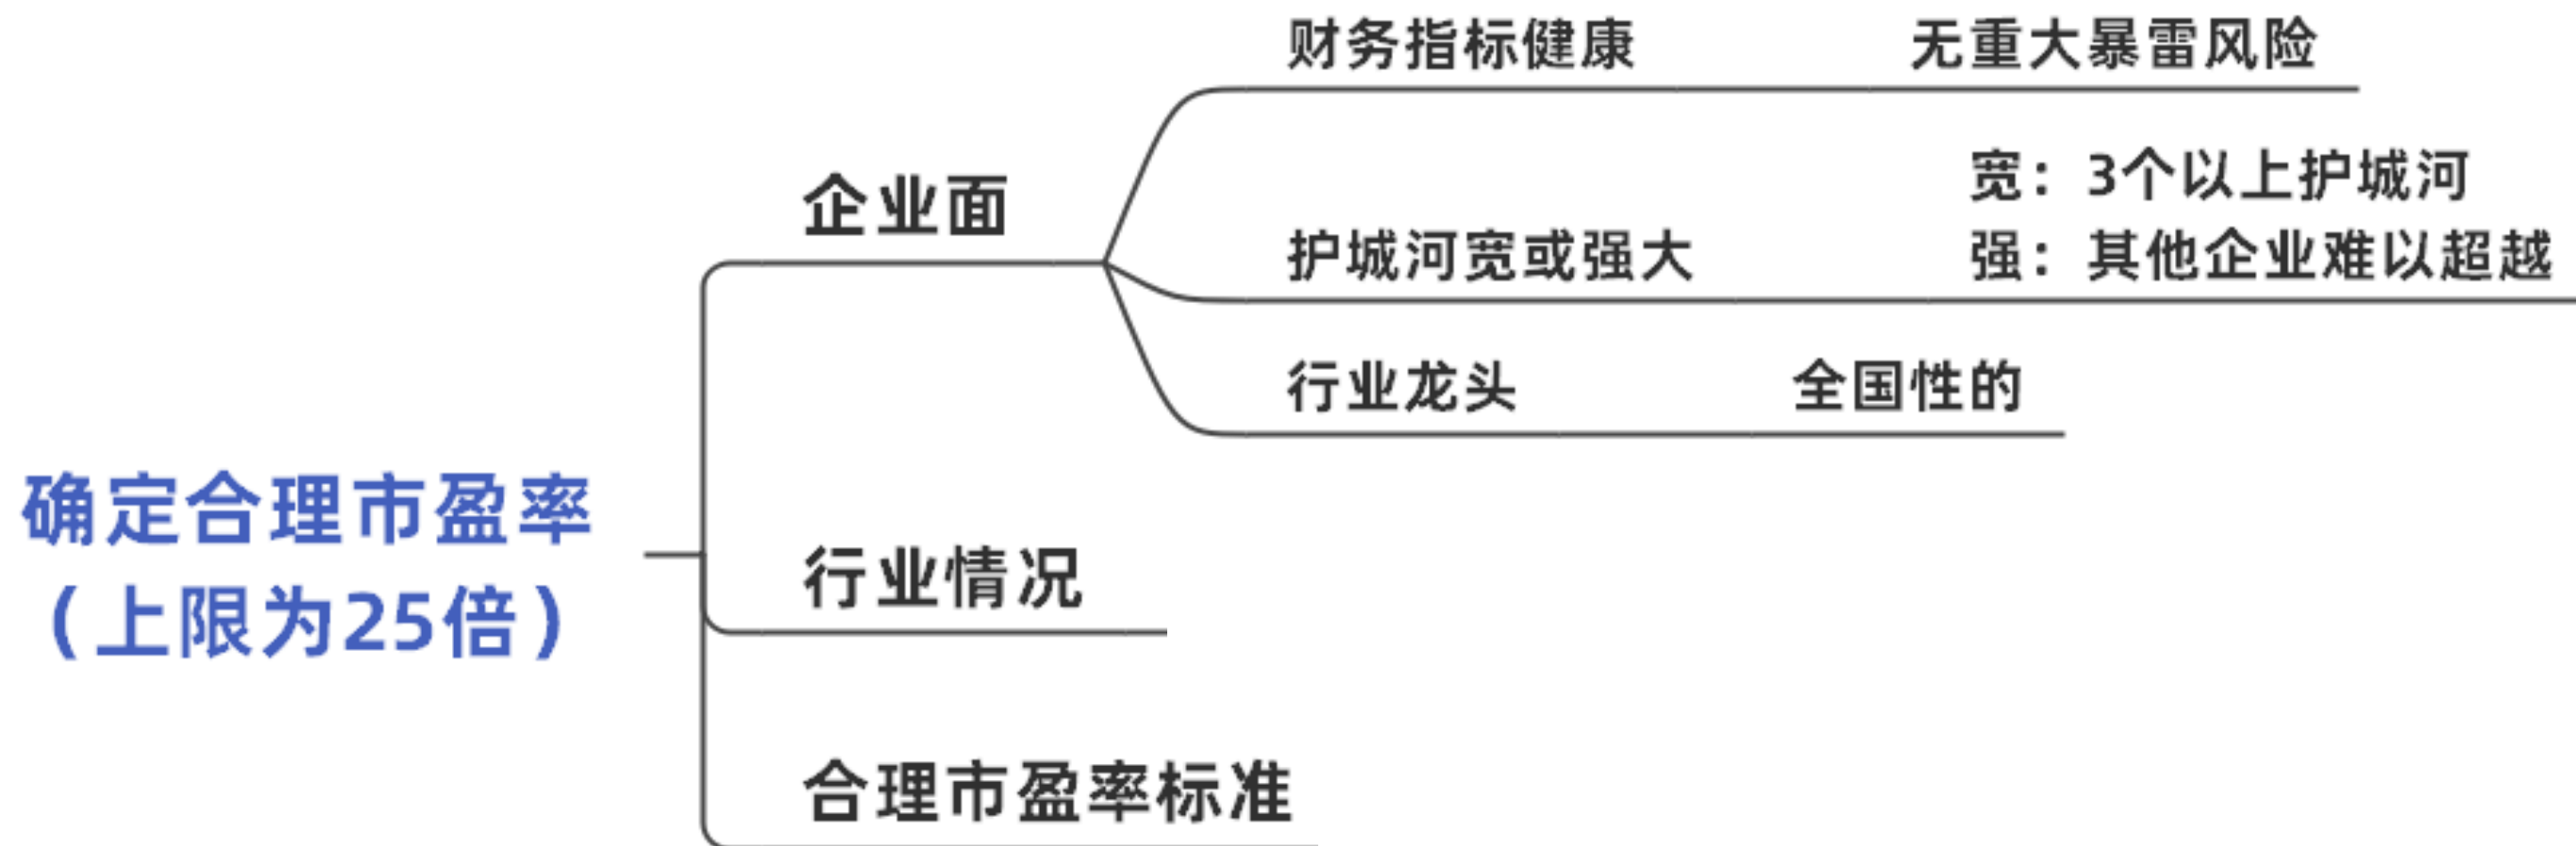 财务指标健康 无重大暴雷风险
宽：3个以上护城河
企业面
护城河宽或强大 强：其他企业难以超越
行业龙头 全国性的
确定合理市盈率
（上限为25倍）
行业情况
合理市盈率标准